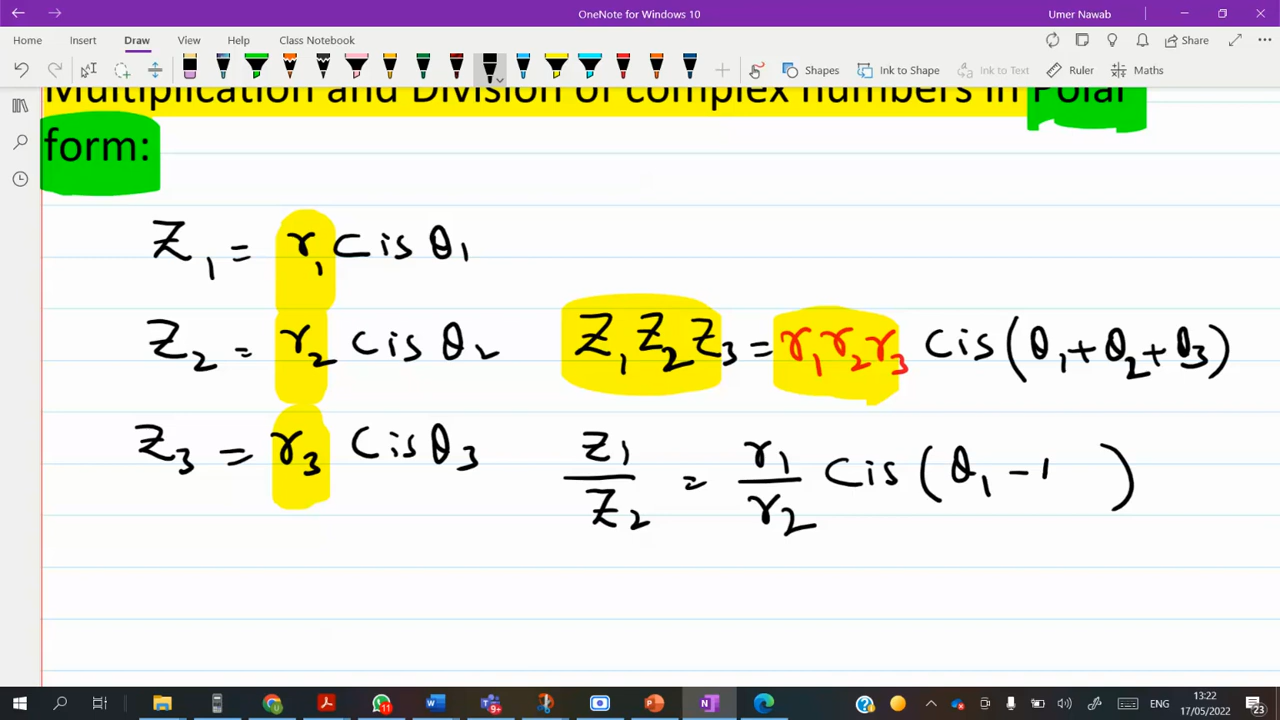 OneNote for Windows 10
Umer Nawab
Home Insert Draw View Help Class Notebook
Share
Shapes Ink to Shape Ink to Text Ruler Maths
Multiplication and Division of complex numbers in Polar
form:
Z₁ = r₁ Cis θ₁
Z₂ = r₂ Cis θ₂
Z₁Z₂Z₃ = r₁r₂r₃ Cis(θ₁+θ₂+θ₃)
Z₃ = r₃ Cis θ₃
Z₁/Z₂ = r₁/r₂ Cis(θ₁ - ı )
11
9+
13:22
ENG
17/05/2022
23